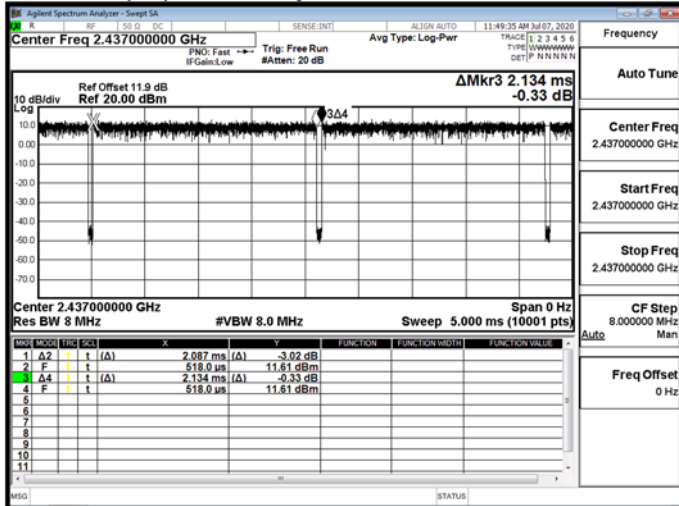 Agilent Spectrum Analyzer - Swept SA
R RF 50 Ω DC SENSE:INT ALIGN AUTO 11:49:35 AM Jul 07, 2020
Center Freq 2.437000000 GHz
PNO: Fast
IFGain:Low
Trig: Free Run
#Atten: 20 dB
Avg Type: Log-Pwr
TRACE 1 2 3 4 5 6
TYPE WWWWWW
DET P N N N N N
Ref Offset 11.9 dB
Ref 20.00 dBm
ΔMkr3 2.134 ms
-0.33 dB
10 dB/div
Log
10.0
0.00
-10.0
-20.0
-30.0
-40.0
-50.0
-60.0
-70.0
3Δ4
Center 2.437000000 GHz
Span 0 Hz
Res BW 8 MHz
#VBW 8.0 MHz
Sweep 5.000 ms (10001 pts)
MKR MODE TRC SCL X Y FUNCTION FUNCTION WIDTH FUNCTION VALUE
1 Δ2 1 t (Δ) 2.087 ms (Δ) -3.02 dB
2 F 1 t 518.0 µs 11.61 dBm
3 Δ4 1 t (Δ) 2.134 ms (Δ) -0.33 dB
4 F 1 t 518.0 µs 11.61 dBm
5
6
7
8
9
10
11
MSG
STATUS
Frequency
Auto Tune
Center Freq
2.437000000 GHz
Start Freq
2.437000000 GHz
Stop Freq
2.437000000 GHz
CF Step
8.000000 MHz
Auto Man
Freq Offset
0 Hz